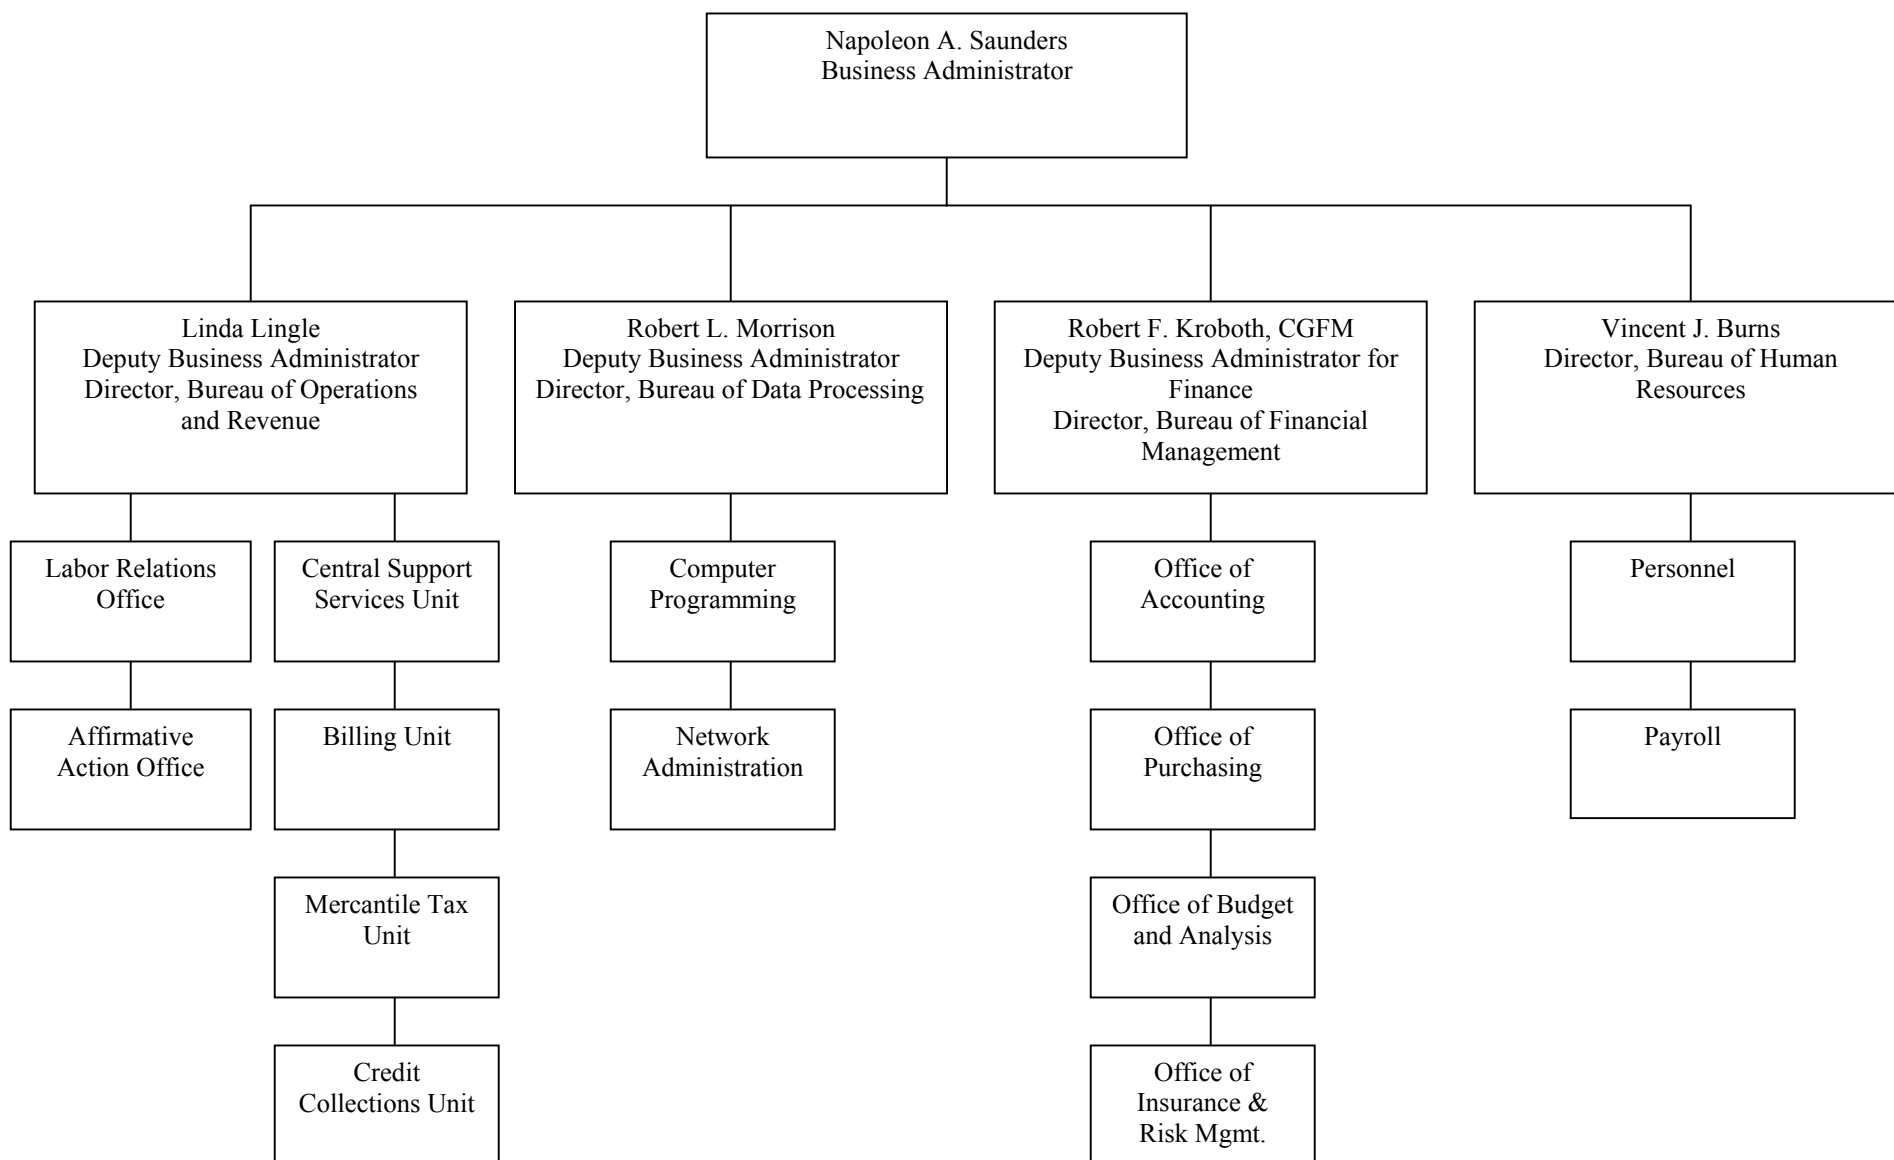 Napoleon A. Saunders
Business Administrator
Linda Lingle
Deputy Business Administrator
Director, Bureau of Operations
and Revenue
Robert L. Morrison
Deputy Business Administrator
Director, Bureau of Data Processing
Robert F. Kroboth, CGFM
Deputy Business Administrator for
Finance
Director, Bureau of Financial
Management
Vincent J. Burns
Director, Bureau of Human
Resources
Labor Relations
Office
Central Support
Services Unit
Computer
Programming
Office of
Accounting
Personnel
Affirmative
Action Office
Billing Unit
Network
Administration
Office of
Purchasing
Payroll
Mercantile Tax
Unit
Office of Budget
and Analysis
Credit
Collections Unit
Office of
Insurance &
Risk Mgmt.